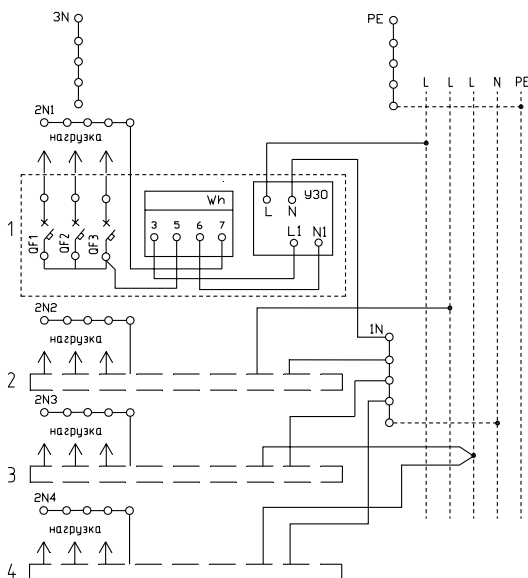 3N
PE
L L L N PE
2N1
нагрузка
1
QF1
QF2
QF3
Wh
3 5 6 7
УЗО
L N
L1 N1
2N2
нагрузка
1N
2
2N3
нагрузка
3
2N4
нагрузка
4